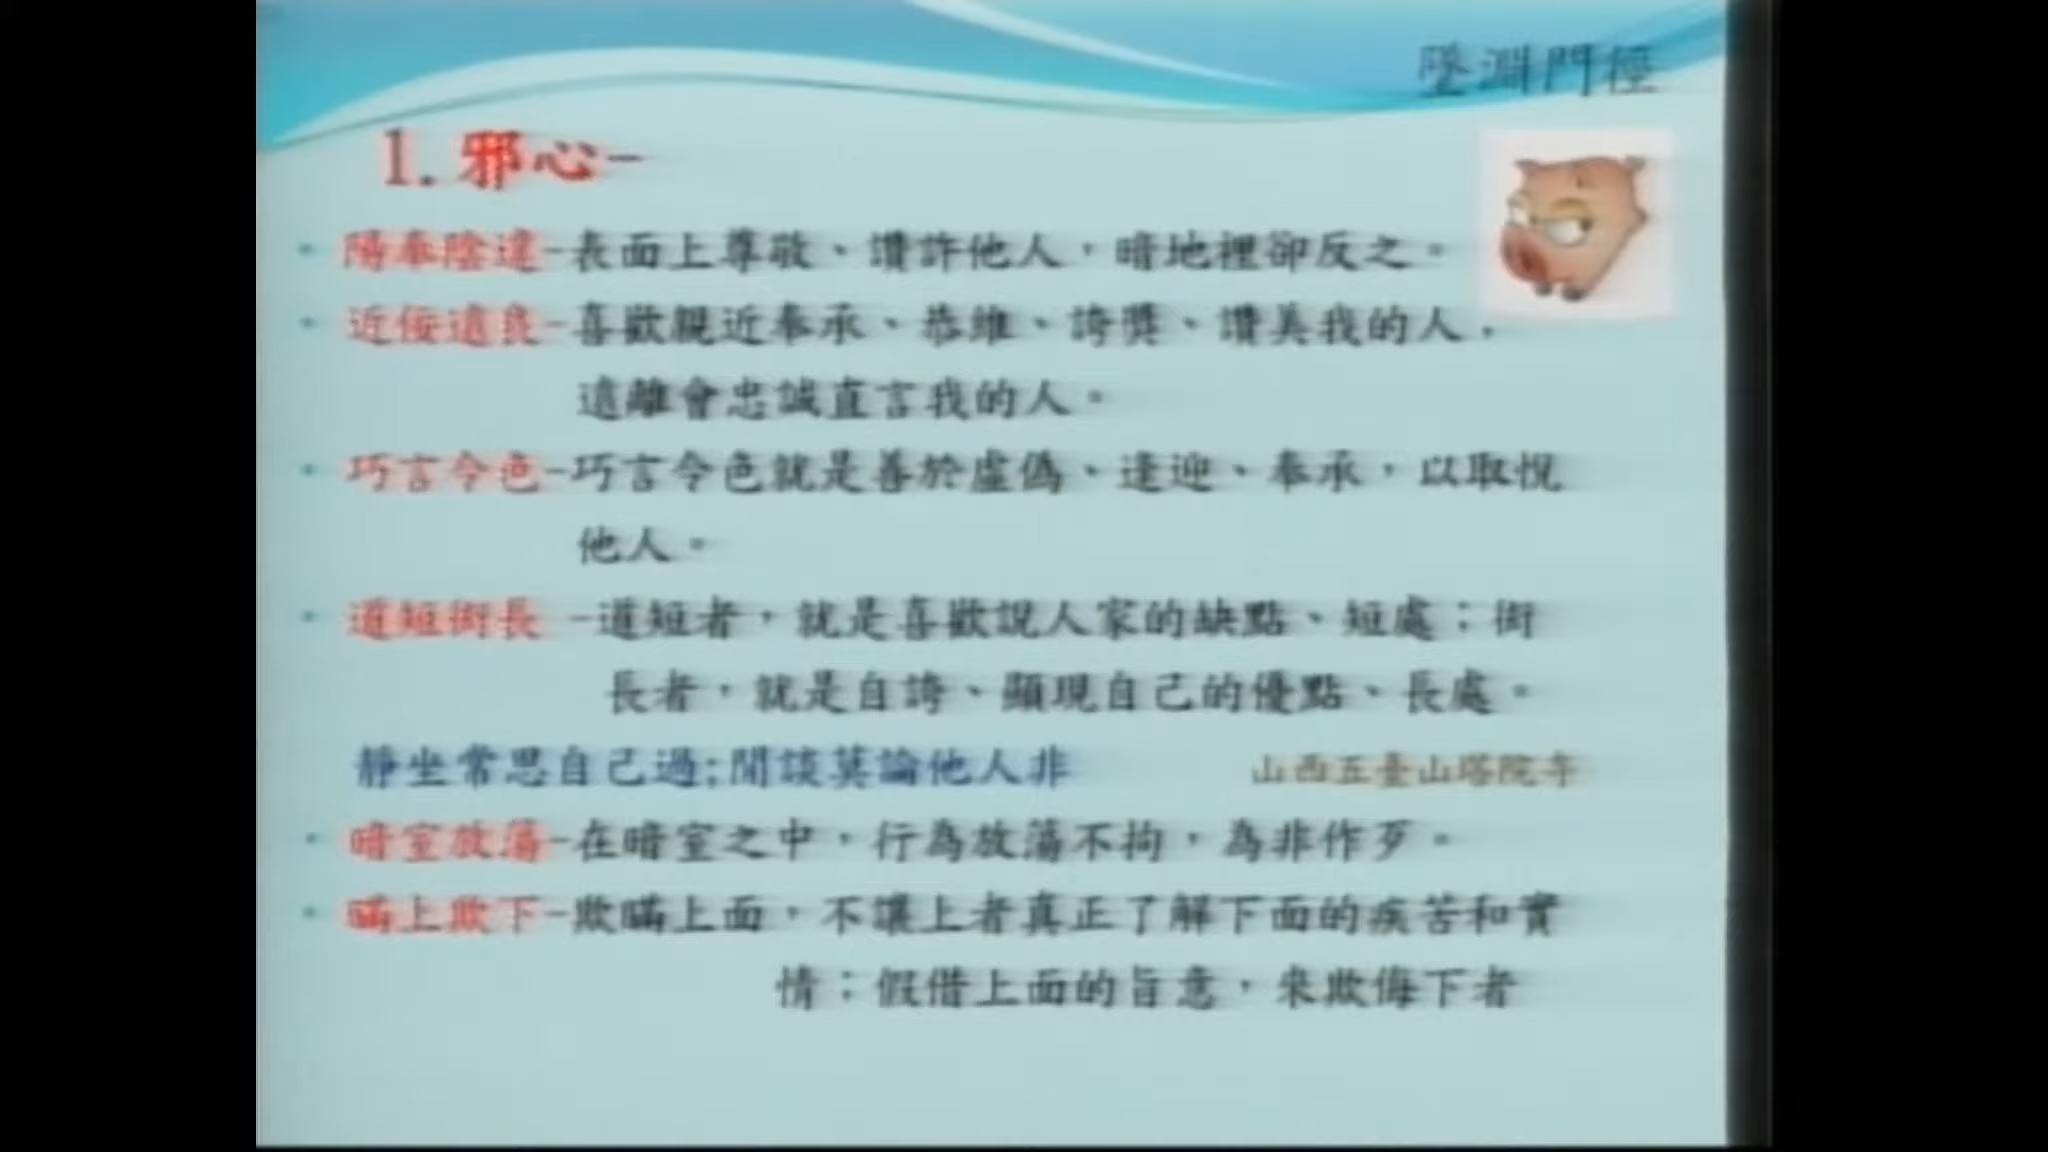 墜淵門徑
1. 邪心-
• 陽奉陰違-表面上尊敬、讚許他人，暗地裡卻反之。
• 近佞遠良-喜歡親近奉承、恭維、誇獎、讚美我的人，
遠離會忠誠直言我的人。
• 巧言令色-巧言令色就是善於虛偽、逢迎、奉承，以取悅
他人。
• 道短衒長 -道短者，就是喜歡說人家的缺點、短處；衒
長者，就是自誇、顯現自己的優點、長處。
靜坐常思自己過;閒談莫論他人非 山西五臺山塔院寺
• 暗室放蕩-在暗室之中，行為放蕩不拘，為非作歹。
• 瞞上欺下-欺瞞上面，不讓上者真正了解下面的疾苦和實
情；假借上面的旨意，來欺侮下者